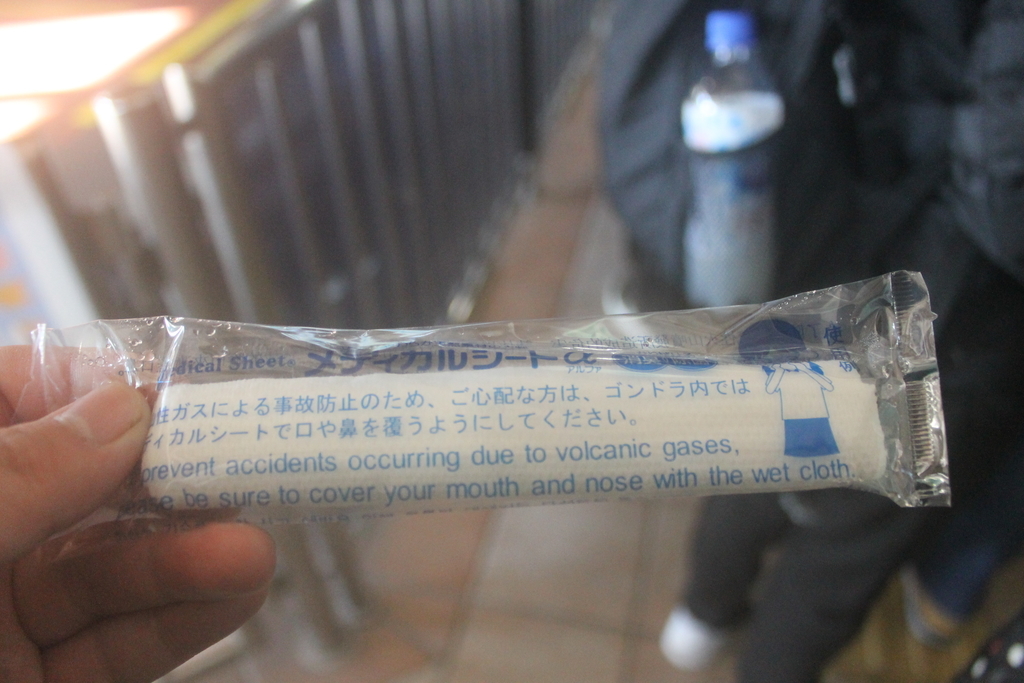 edical Sheet® メディカルシートα アルファ
性ガスによる事故防止のため、ご心配な方は、ゴンドラ内では
ィカルシートで口や鼻を覆うようにしてください。
prevent accidents occurring due to volcanic gases,
be sure to cover your mouth and nose with the wet cloth.